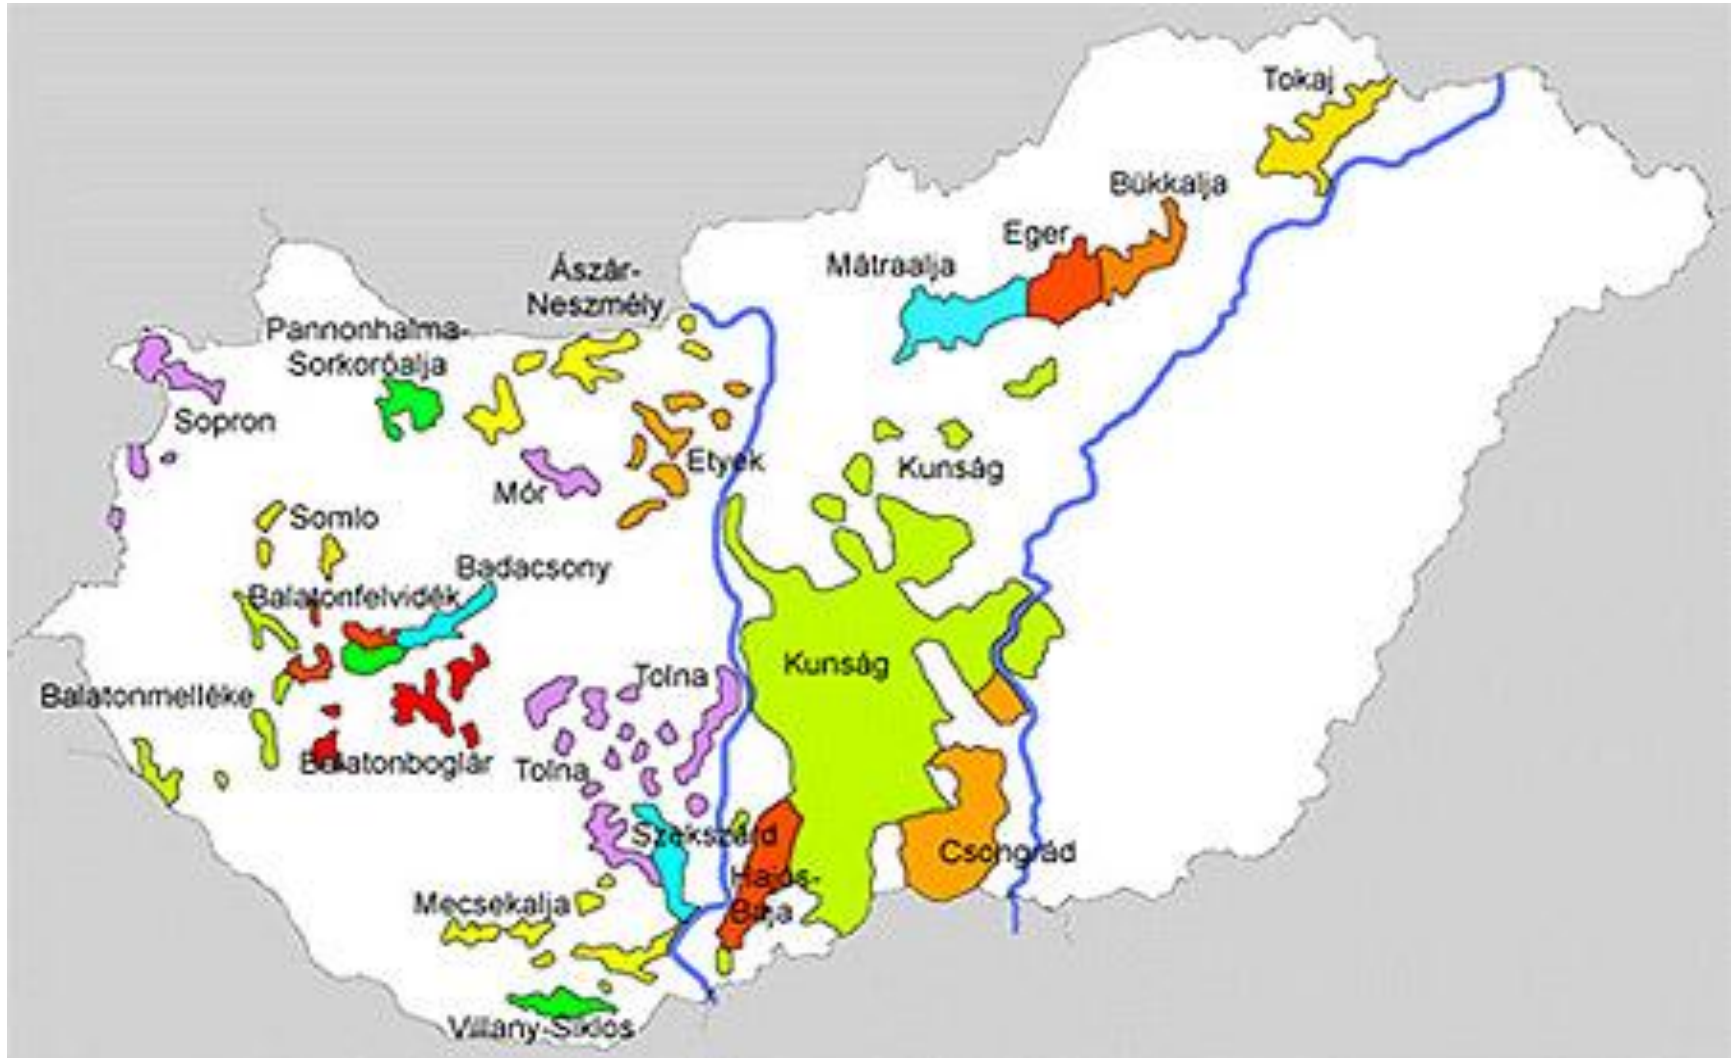 Tokaj
Bükkalja
Eger
Mátraalja
Ászár-
Neszmély
Pannonhalma-
Sorkoróalja
Sopron
Etyek
Mór
Kunság
Somlo
Badacsony
Balatonfelvidék
Kunság
Tolna
Balatonmelléke
Balatonboglár
Tolna
Szekszárd
Csongrád
Hajós-
Baja
Mecsekalja
Villany-Siklos